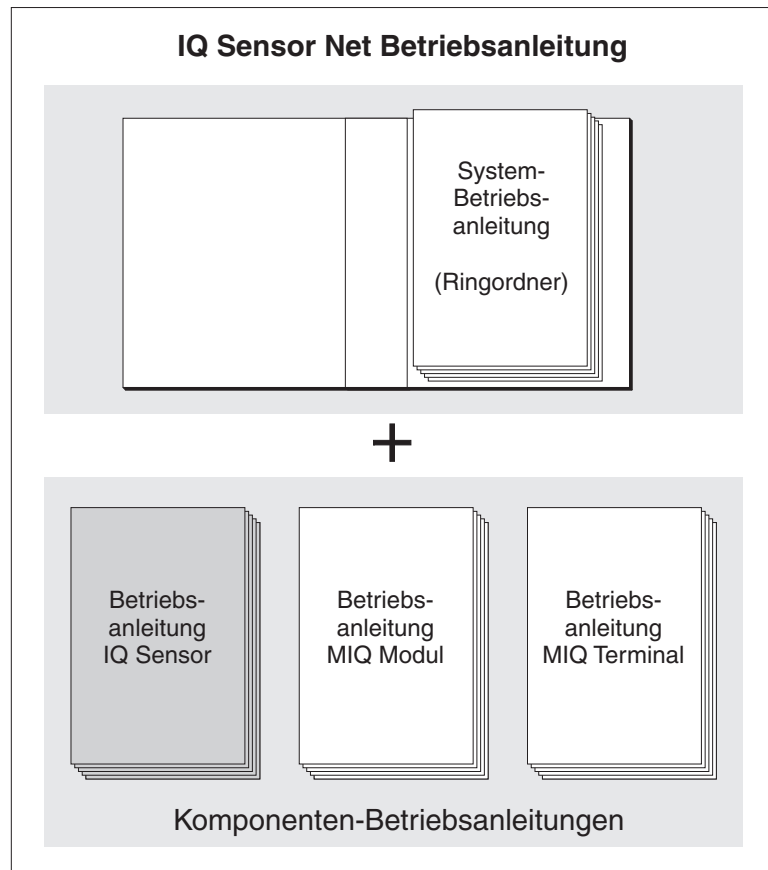 IQ Sensor Net Betriebsanleitung
System-
Betriebs-
anleitung
(Ringordner)
+
Betriebs-
anleitung
IQ Sensor
Betriebs-
anleitung
MIQ Modul
Betriebs-
anleitung
MIQ Terminal
Komponenten-Betriebsanleitungen